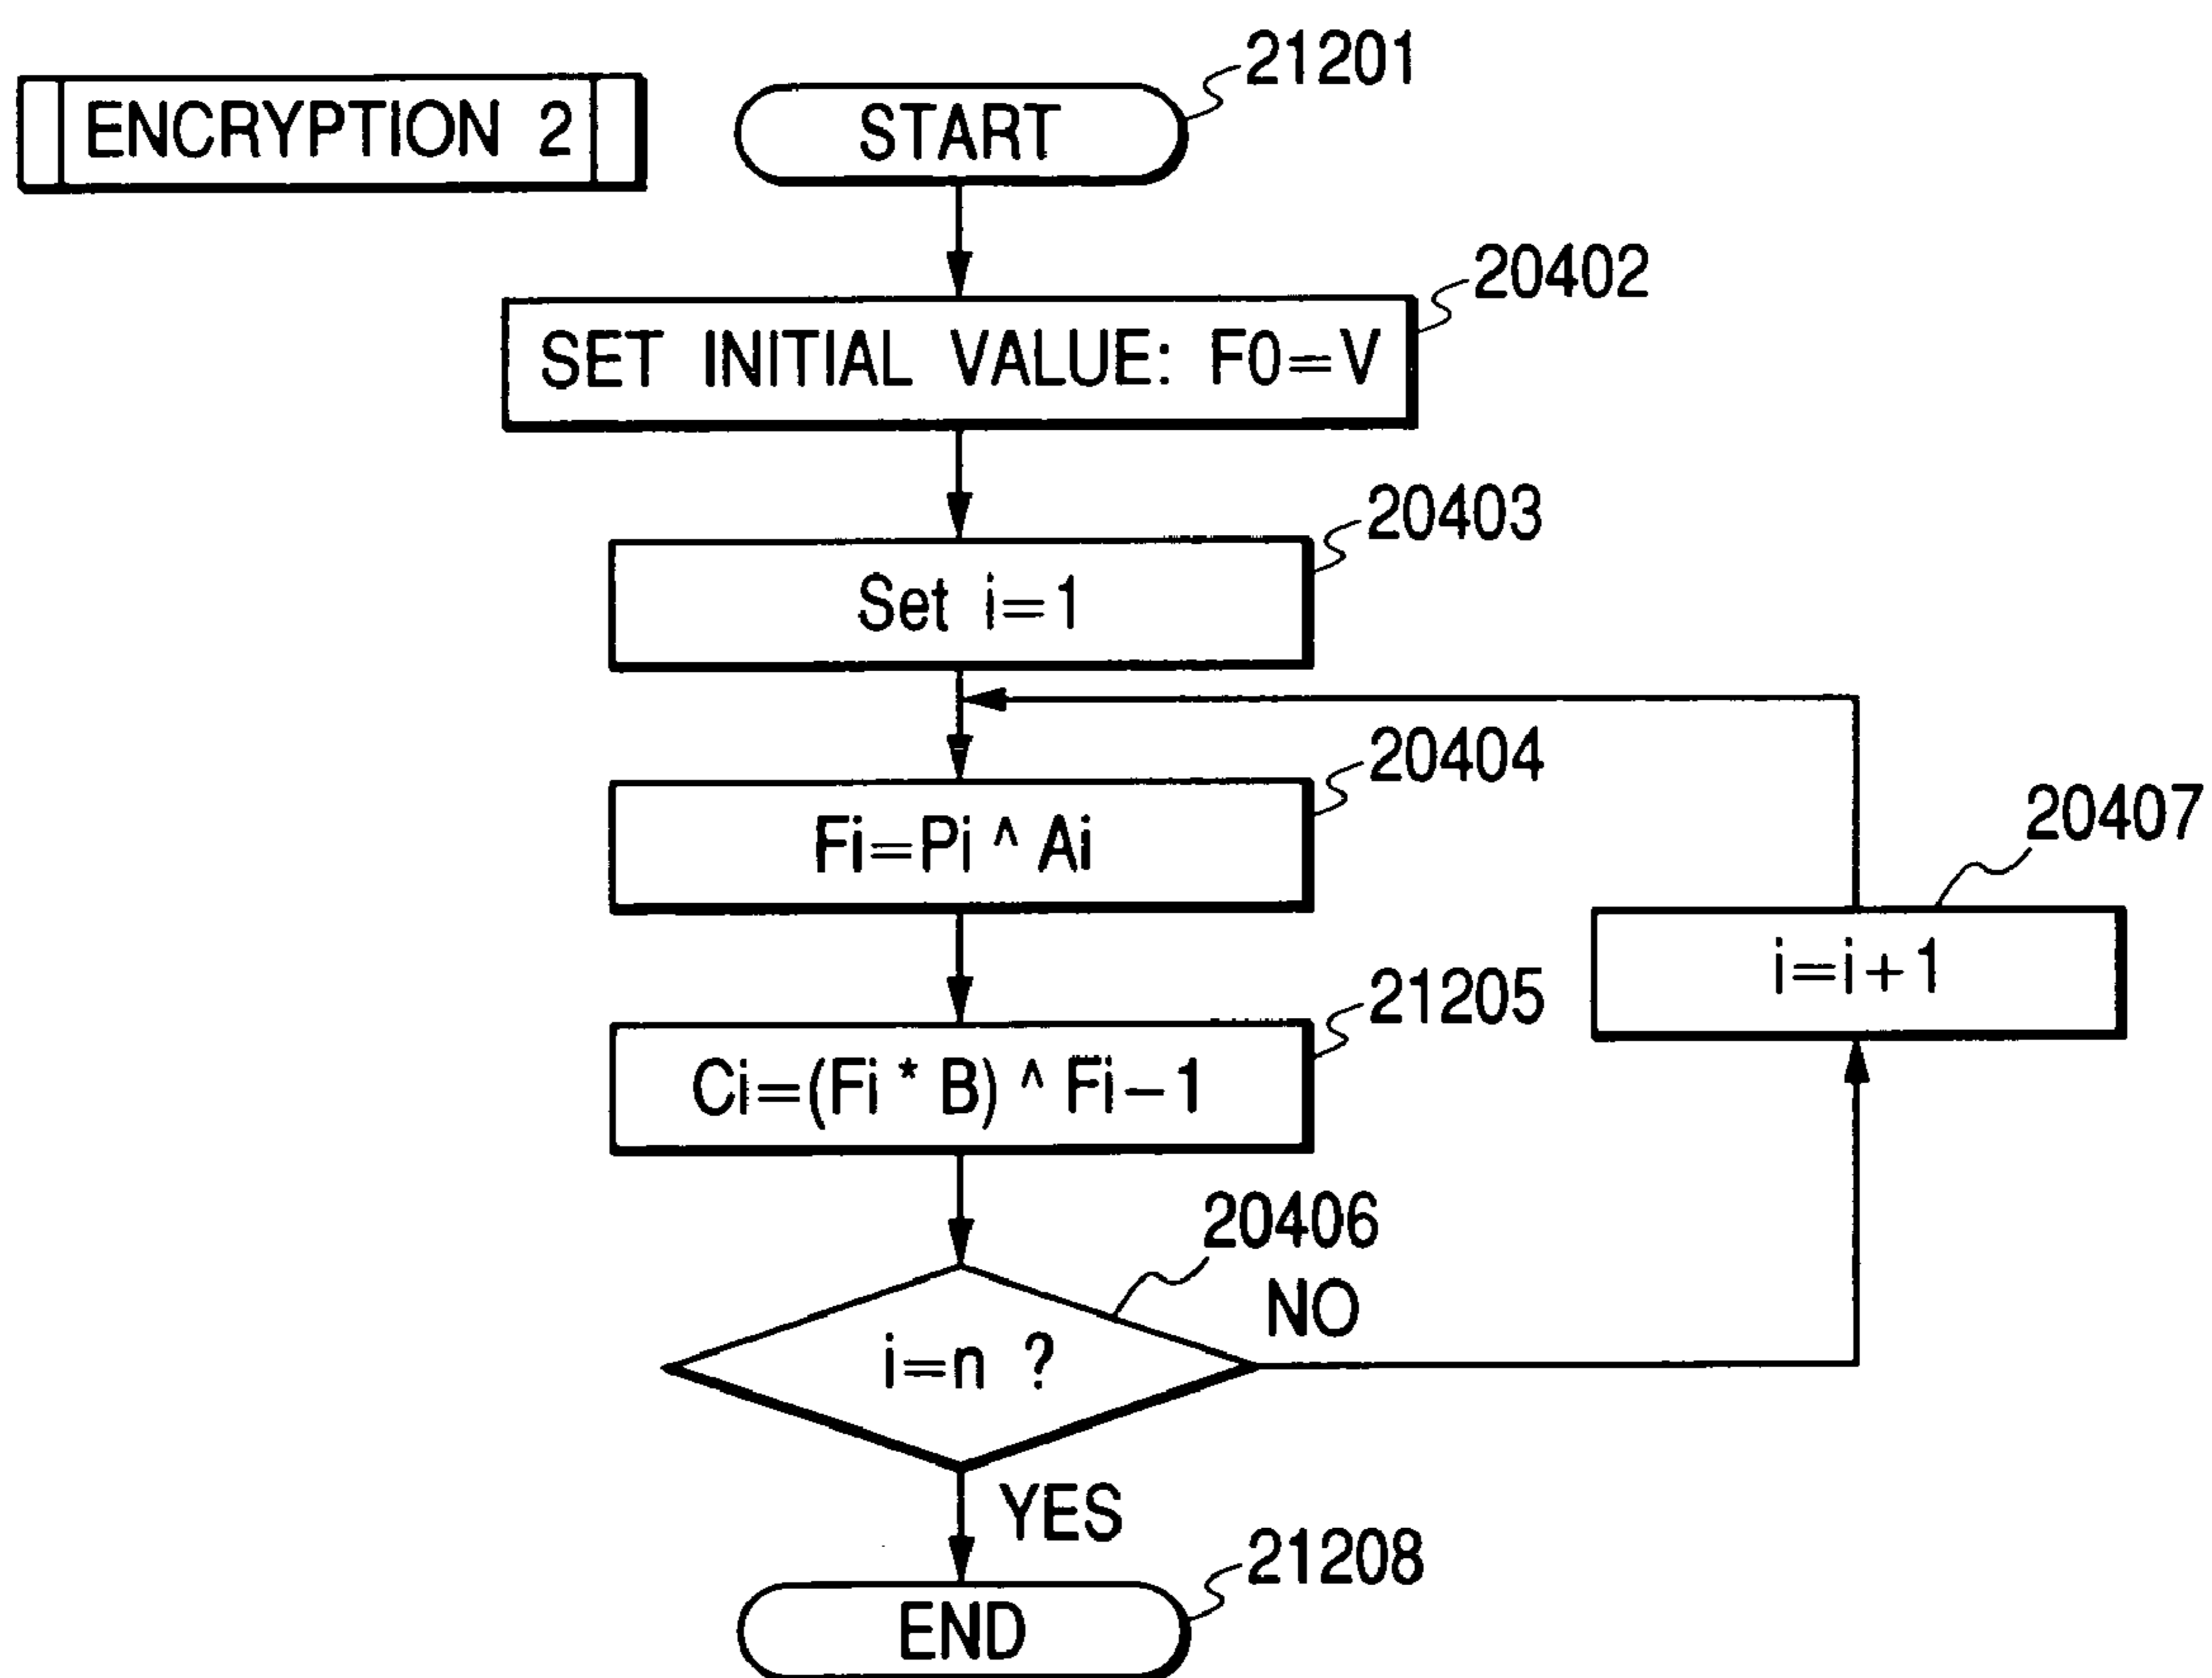 ENCRYPTION 2
START
21201
SET INITIAL VALUE: F0=V
20402
Set i=1
20403
Fi=Pi ^ Ai
20404
i=i+1
20407
Ci=(Fi * B) ^ Fi-1
21205
i=n ?
20406
NO
YES
END
21208